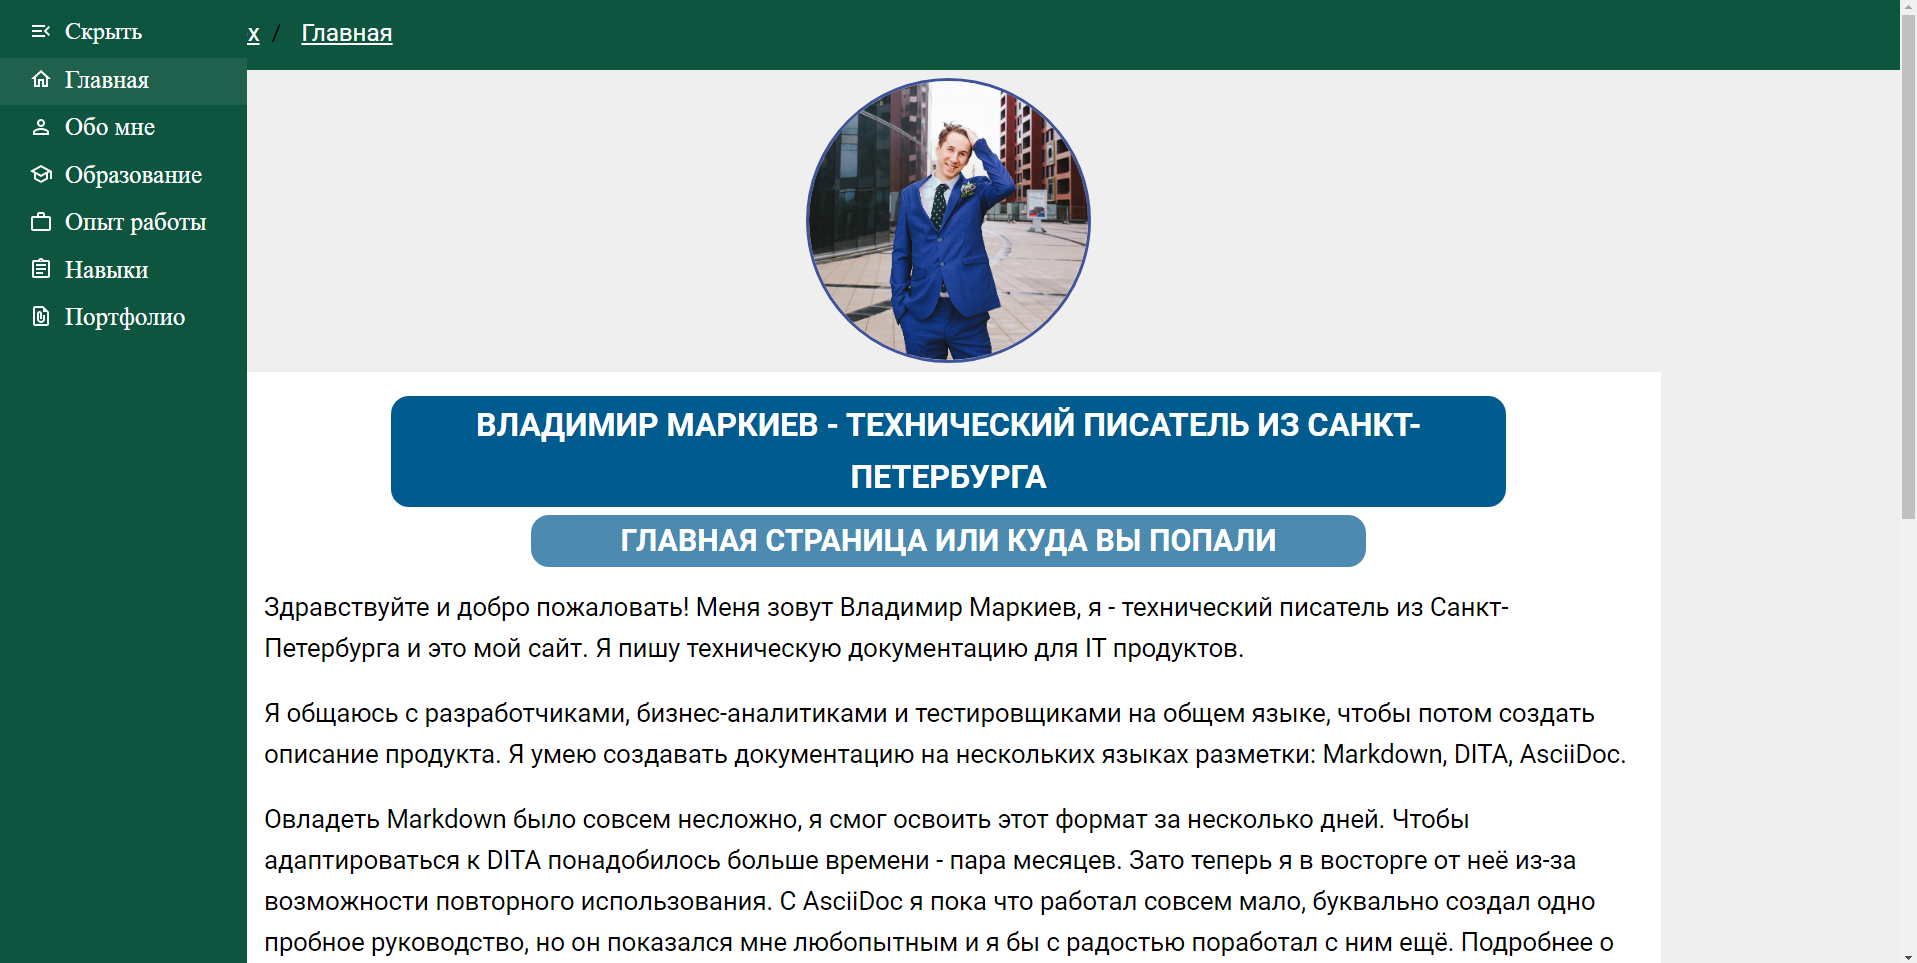 Скрыть
х / Главная
Главная
Обо мне
Образование
Опыт работы
Навыки
Портфолио
ВЛАДИМИР МАРКИЕВ - ТЕХНИЧЕСКИЙ ПИСАТЕЛЬ ИЗ САНКТ-
ПЕТЕРБУРГА
ГЛАВНАЯ СТРАНИЦА ИЛИ КУДА ВЫ ПОПАЛИ
Здравствуйте и добро пожаловать! Меня зовут Владимир Маркиев, я - технический писатель из Санкт-
Петербурга и это мой сайт. Я пишу техническую документацию для IT продуктов.
Я общаюсь с разработчиками, бизнес-аналитиками и тестировщиками на общем языке, чтобы потом создать
описание продукта. Я умею создавать документацию на нескольких языках разметки: Markdown, DITA, AsciiDoc.
Овладеть Markdown было совсем несложно, я смог освоить этот формат за несколько дней. Чтобы
адаптироваться к DITA понадобилось больше времени - пара месяцев. Зато теперь я в восторге от неё из-за
возможности повторного использования. С AsciiDoc я пока что работал совсем мало, буквально создал одно
пробное руководство, но он показался мне любопытным и я бы с радостью поработал с ним ещё. Подробнее о